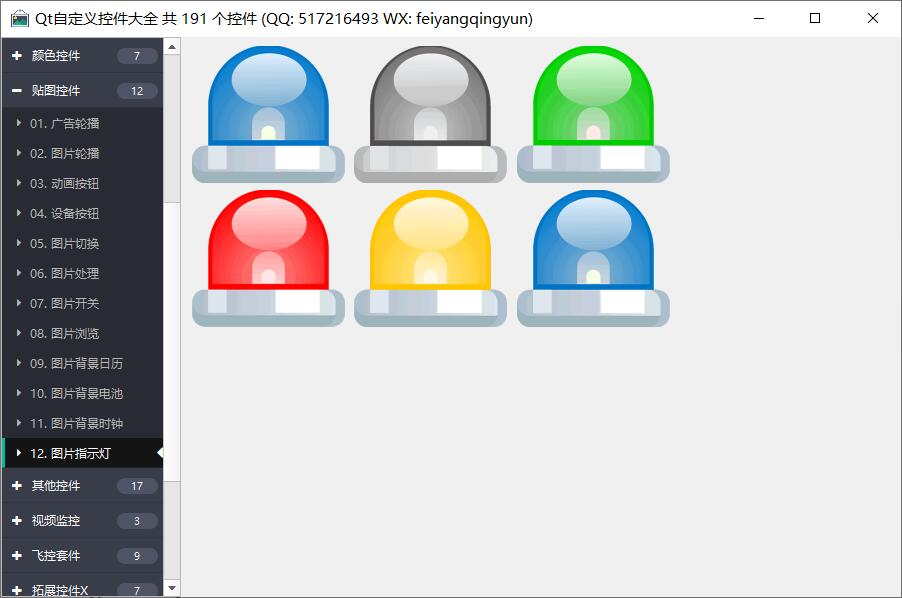 Qt自定义控件大全 共 191 个控件 (QQ: 517216493 WX: feiyangqingyun)
颜色控件 7
贴图控件 12
01. 广告轮播
02. 图片轮播
03. 动画按钮
04. 设备按钮
05. 图片切换
06. 图片处理
07. 图片开关
08. 图片浏览
09. 图片背景日历
10. 图片背景电池
11. 图片背景时钟
12. 图片指示灯
其他控件 17
视频监控 3
飞控套件 9
拓展控件X 7